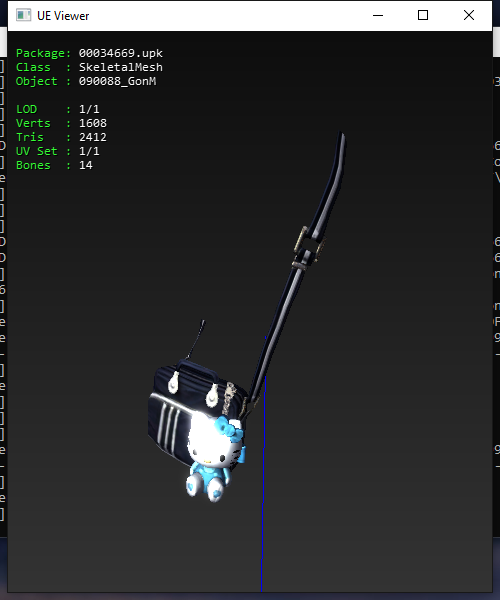 UE Viewer
Package: 00034669.upk
Class : SkeletalMesh
Object : 090088_GonM
LOD : 1/1
Verts : 1608
Tris : 2412
UV Set : 1/1
Bones : 14